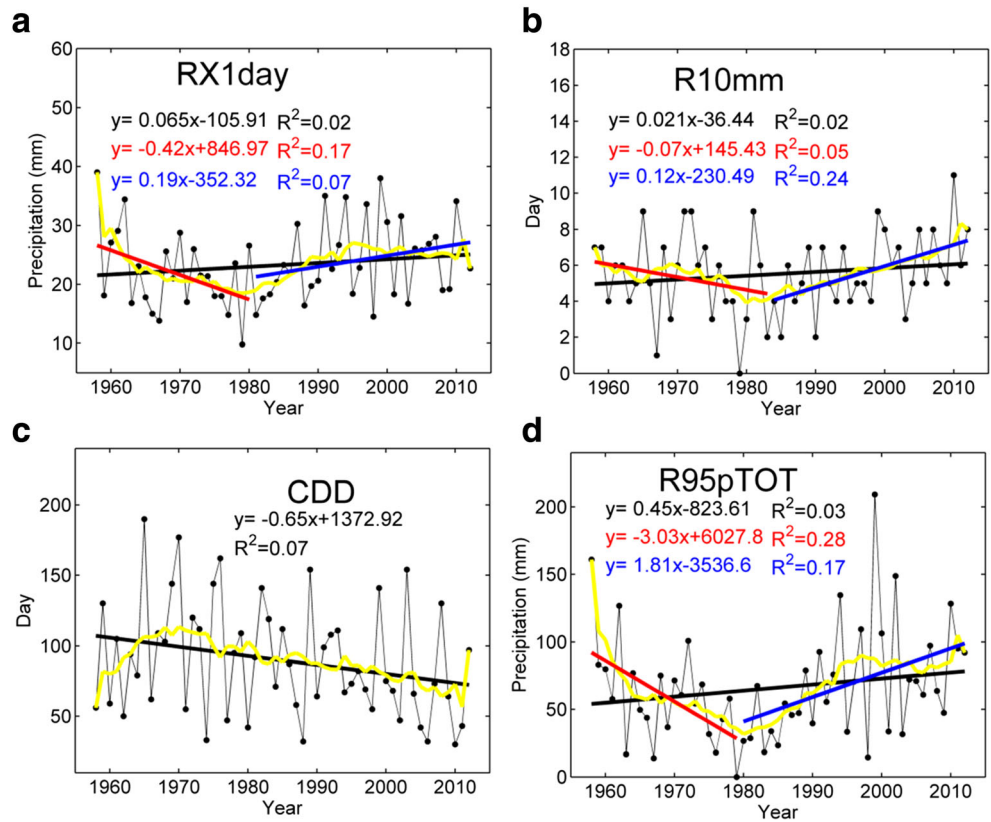 a
RX1day
y= 0.065x-105.91 R²=0.02
y= -0.42x+846.97 R²=0.17
y= 0.19x-352.32 R²=0.07
Precipitation (mm)
60
50
40
30
20
10
1960 1970 1980 1990 2000 2010
Year
b
R10mm
y= 0.021x-36.44 R²=0.02
y= -0.07x+145.43 R²=0.05
y= 0.12x-230.49 R²=0.24
Day
18
16
14
12
10
8
6
4
2
0
1960 1970 1980 1990 2000 2010
Year
c
CDD
y= -0.65x+1372.92
R²=0.07
Day
200
150
100
50
1960 1970 1980 1990 2000 2010
Year
d
R95pTOT
y= 0.45x-823.61 R²=0.03
y= -3.03x+6027.8 R²=0.28
y= 1.81x-3536.6 R²=0.17
Precipitation (mm)
200
150
100
50
0
1960 1970 1980 1990 2000 2010
Year